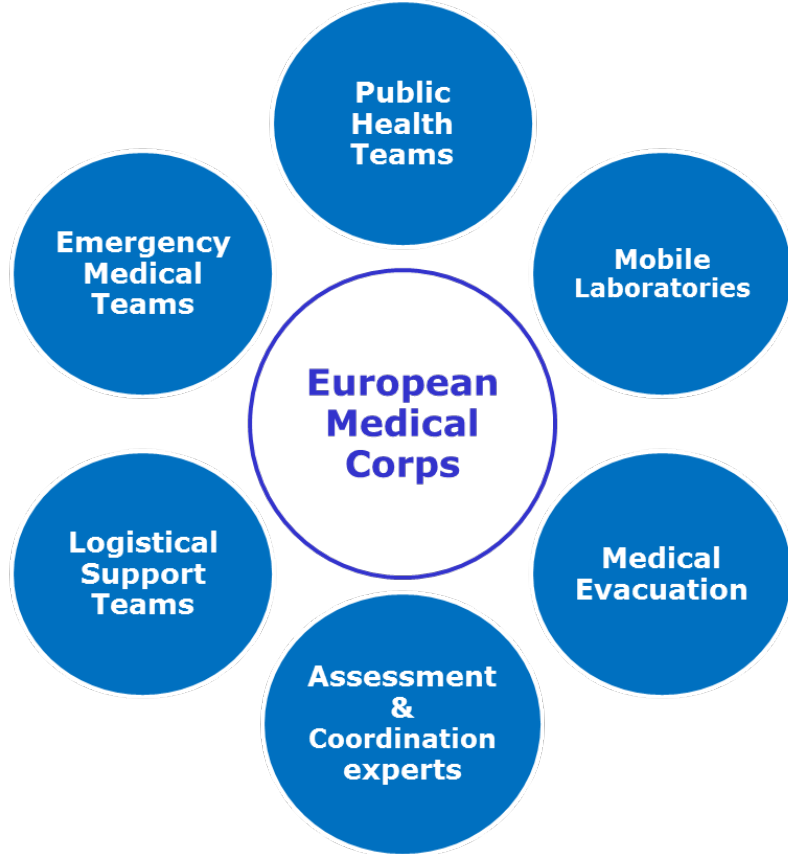 Public
Health
Teams
Emergency
Medical
Teams
Mobile
Laboratories
European
Medical
Corps
Logistical
Support
Teams
Medical
Evacuation
Assessment
&
Coordination
experts